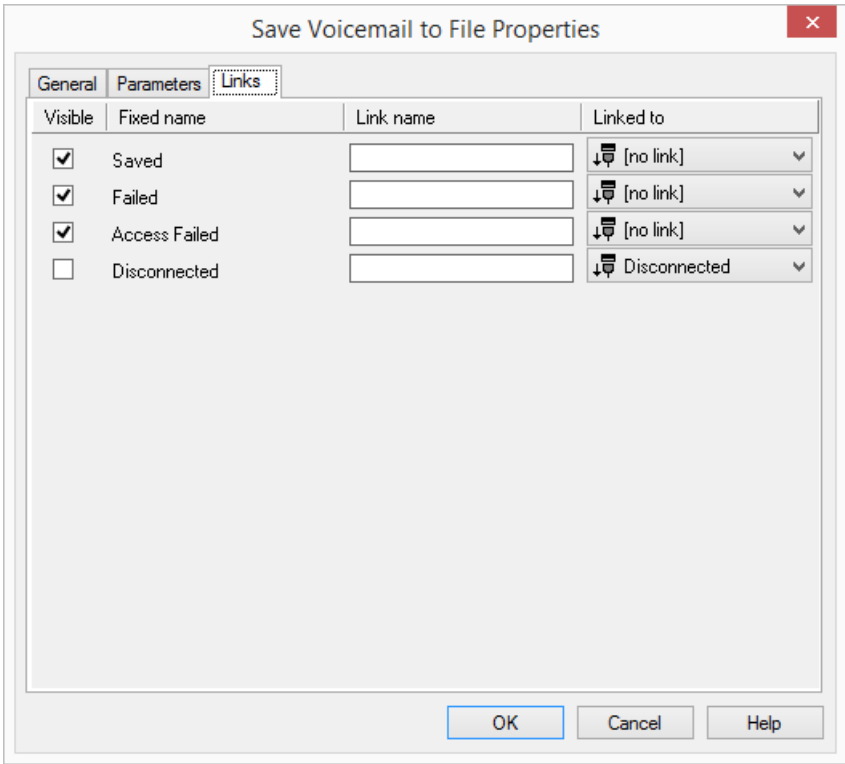 Save Voicemail to File Properties
General Parameters Links
Visible Fixed name Link name Linked to
Saved [no link]
Failed [no link]
Access Failed [no link]
Disconnected Disconnected
OK Cancel Help